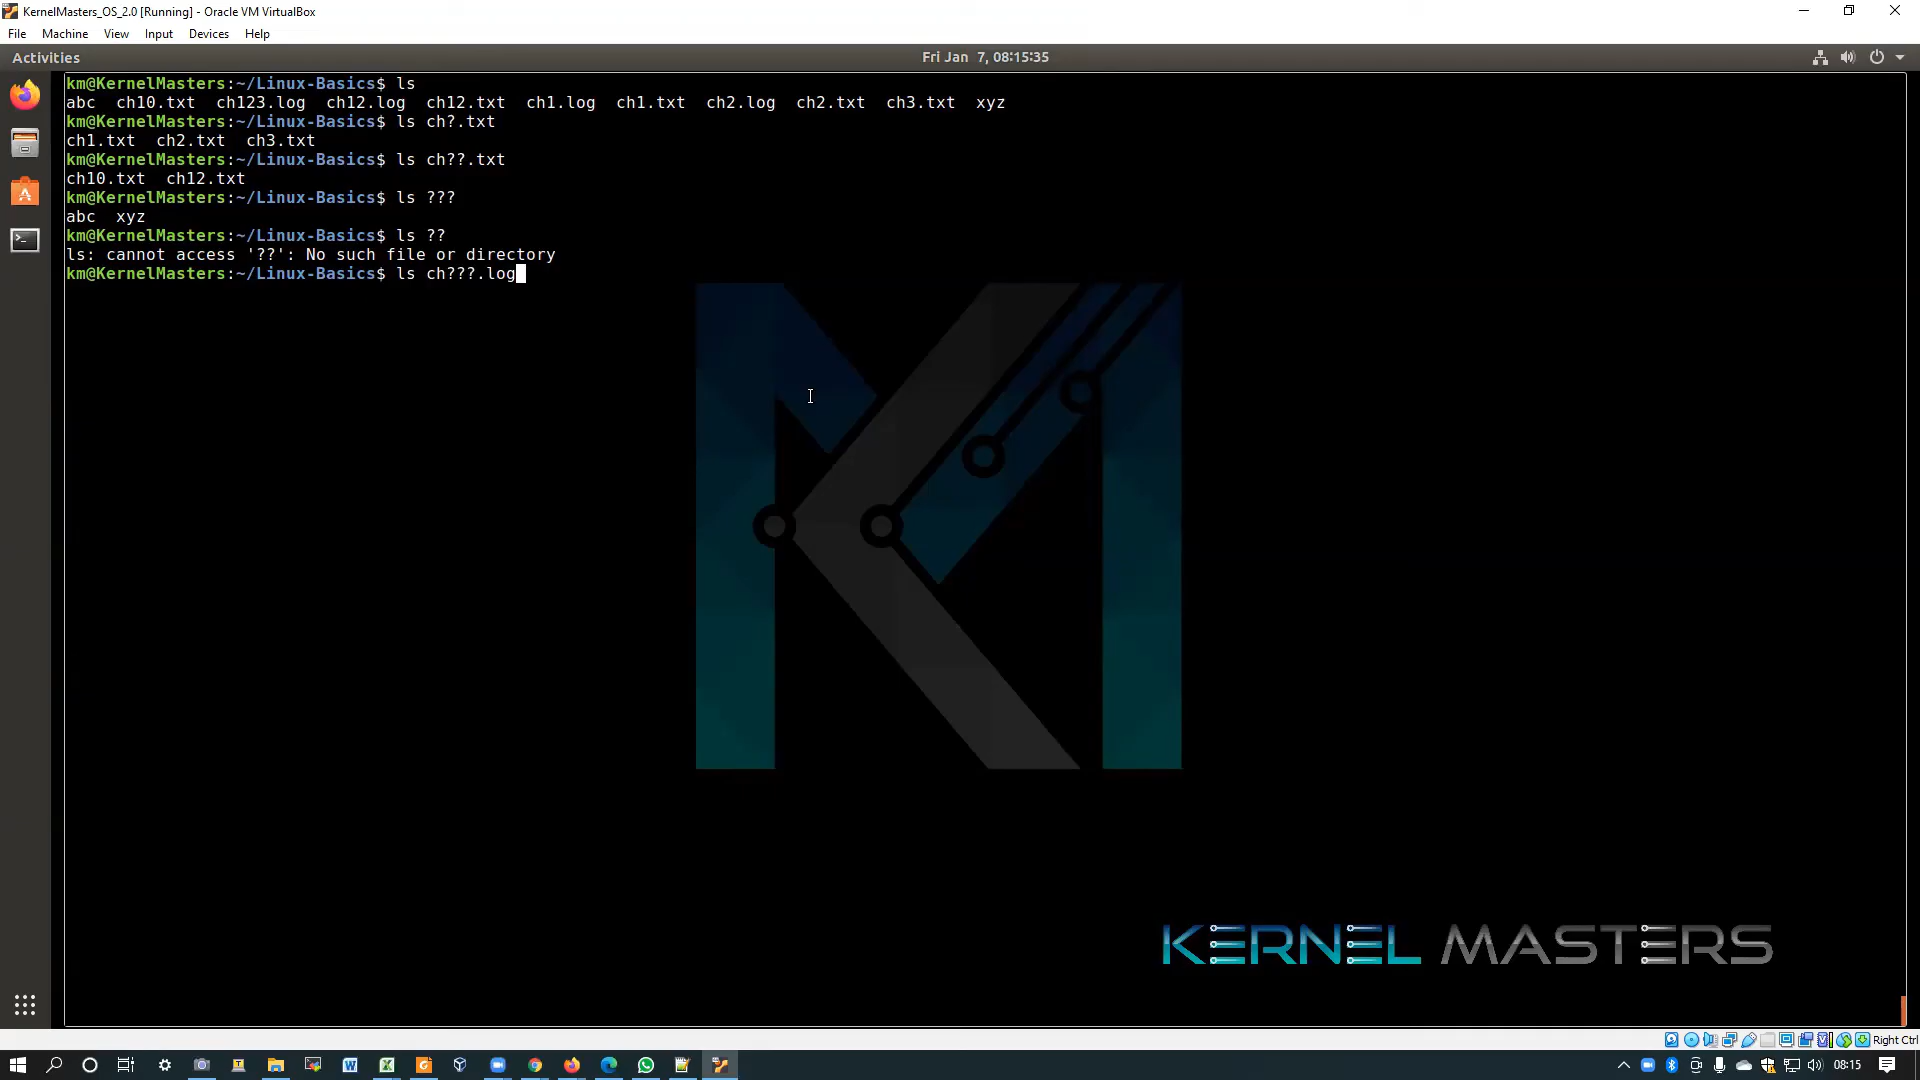 KernelMasters_OS_2.0 [Running] - Oracle VM VirtualBox
File Machine View Input Devices Help
Activities Fri Jan 7, 08:15:35
km@KernelMasters:~/Linux-Basics$ ls
abc ch10.txt ch123.log ch12.log ch12.txt ch1.log ch1.txt ch2.log ch2.txt ch3.txt xyz
km@KernelMasters:~/Linux-Basics$ ls ch?.txt
ch1.txt ch2.txt ch3.txt
km@KernelMasters:~/Linux-Basics$ ls ch??.txt
ch10.txt ch12.txt
km@KernelMasters:~/Linux-Basics$ ls ???
abc xyz
km@KernelMasters:~/Linux-Basics$ ls ??
ls: cannot access '??': No such file or directory
km@KernelMasters:~/Linux-Basics$ ls ch???.log
KERNEL MASTERS
Right Ctrl
08:15